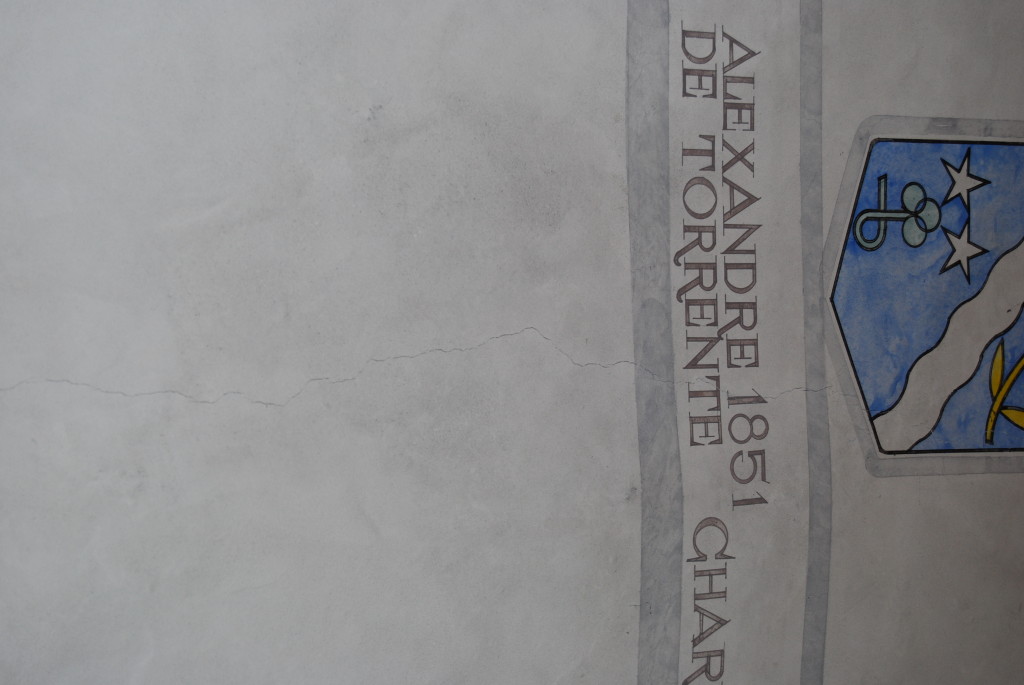 ALEXANDRE 1851
DE TORRENTE CHAR